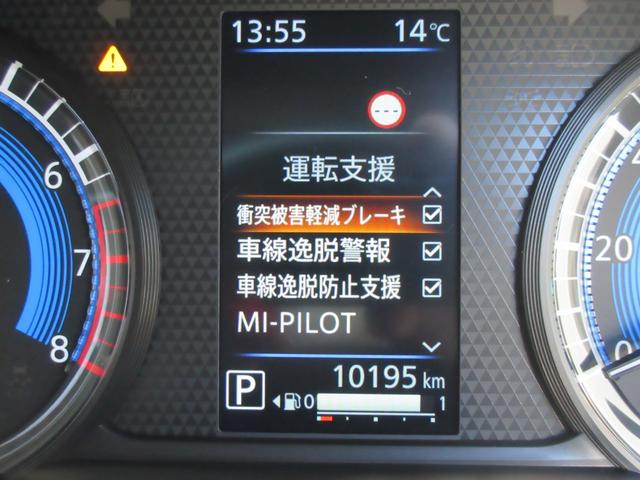 13:55 14℃
---
運転支援
衝突被害軽減ブレーキ
車線逸脱警報
車線逸脱防止支援
MI-PILOT
10195 km
P 0 1
6
7
8
20
0